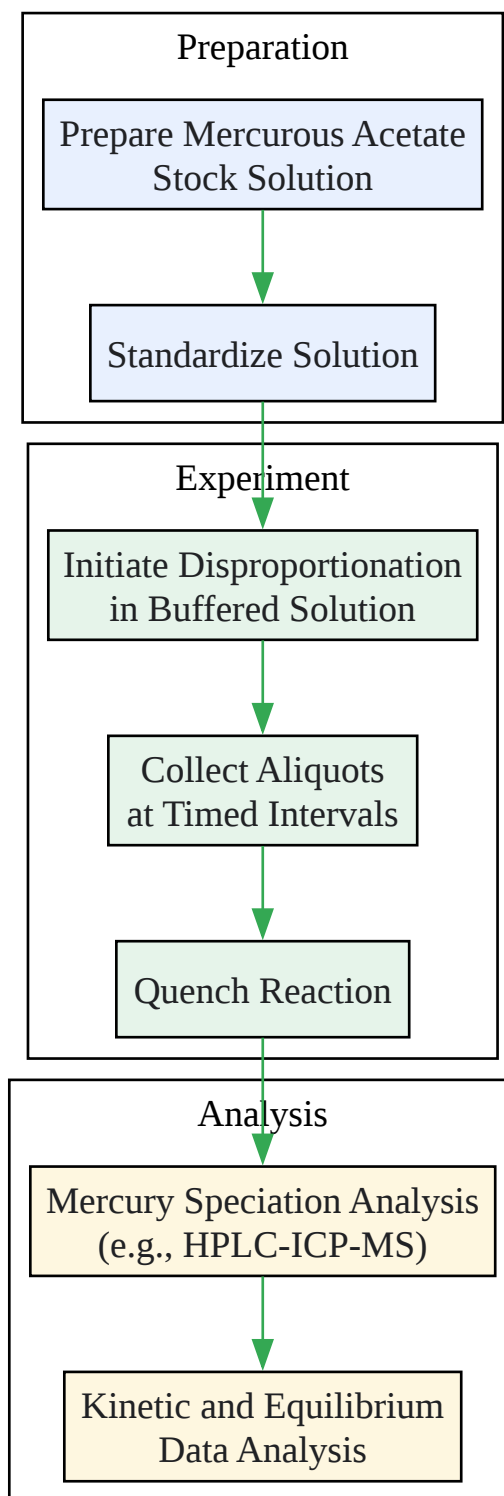 Preparation
Prepare Mercurous Acetate
Stock Solution
Standardize Solution
Experiment
Initiate Disproportionation
in Buffered Solution
Collect Aliquots
at Timed Intervals
Quench Reaction
Analysis
Mercury Speciation Analysis
(e.g., HPLC-ICP-MS)
Kinetic and Equilibrium
Data Analysis